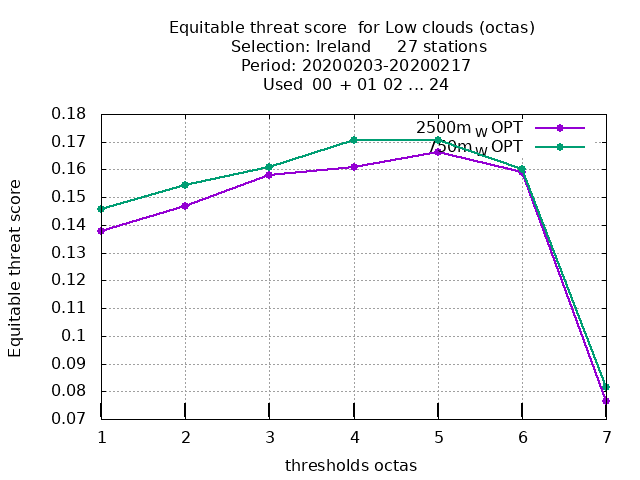 Equitable threat score for Low clouds (octas)
Selection: Ireland 27 stations
Period: 20200203-20200217
Used 00 + 01 02 ... 24
2500m W OPT
750m W OPT
0.18
0.17
0.16
0.15
0.14
0.13
0.12
0.11
0.1
0.09
0.08
0.07
Equitable threat score
1 2 3 4 5 6 7
thresholds octas